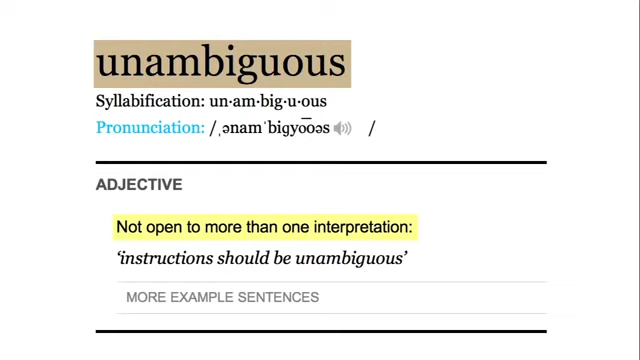 unambiguous
Syllabification: un·am·big·u·ous
Pronunciation: /ˌənamˈbiɡyo͞oəs /
ADJECTIVE
Not open to more than one interpretation:
‘instructions should be unambiguous’
MORE EXAMPLE SENTENCES